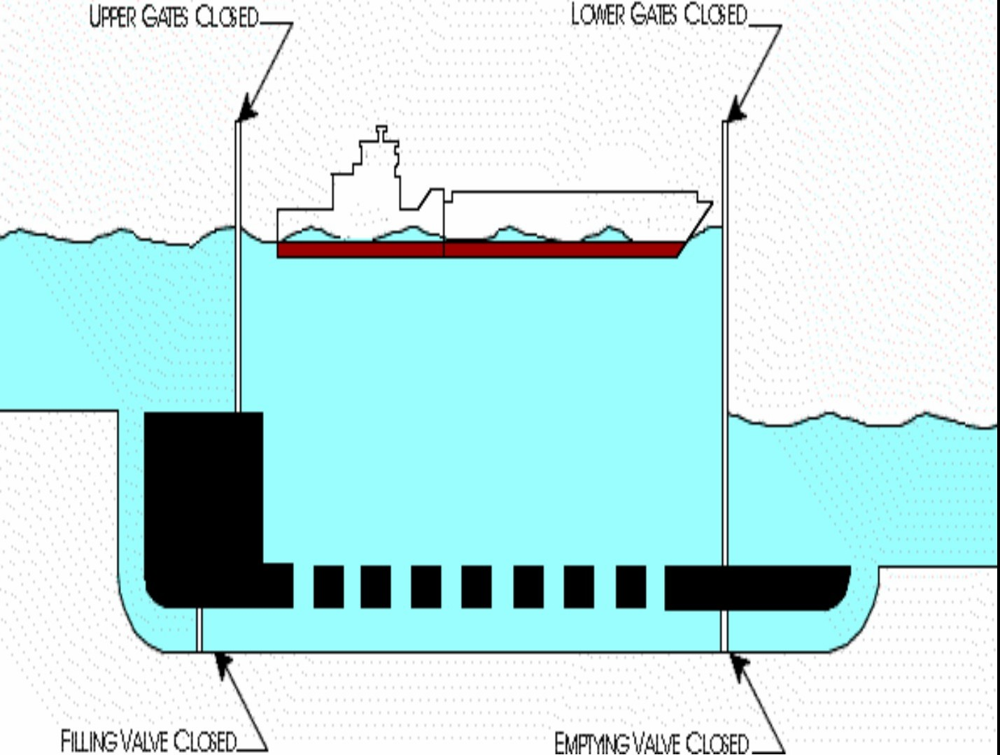 UPPER GATES CLOSED
LOWER GATES CLOSED
FILLING VALVE CLOSED
EMPTYING VALVE CLOSED